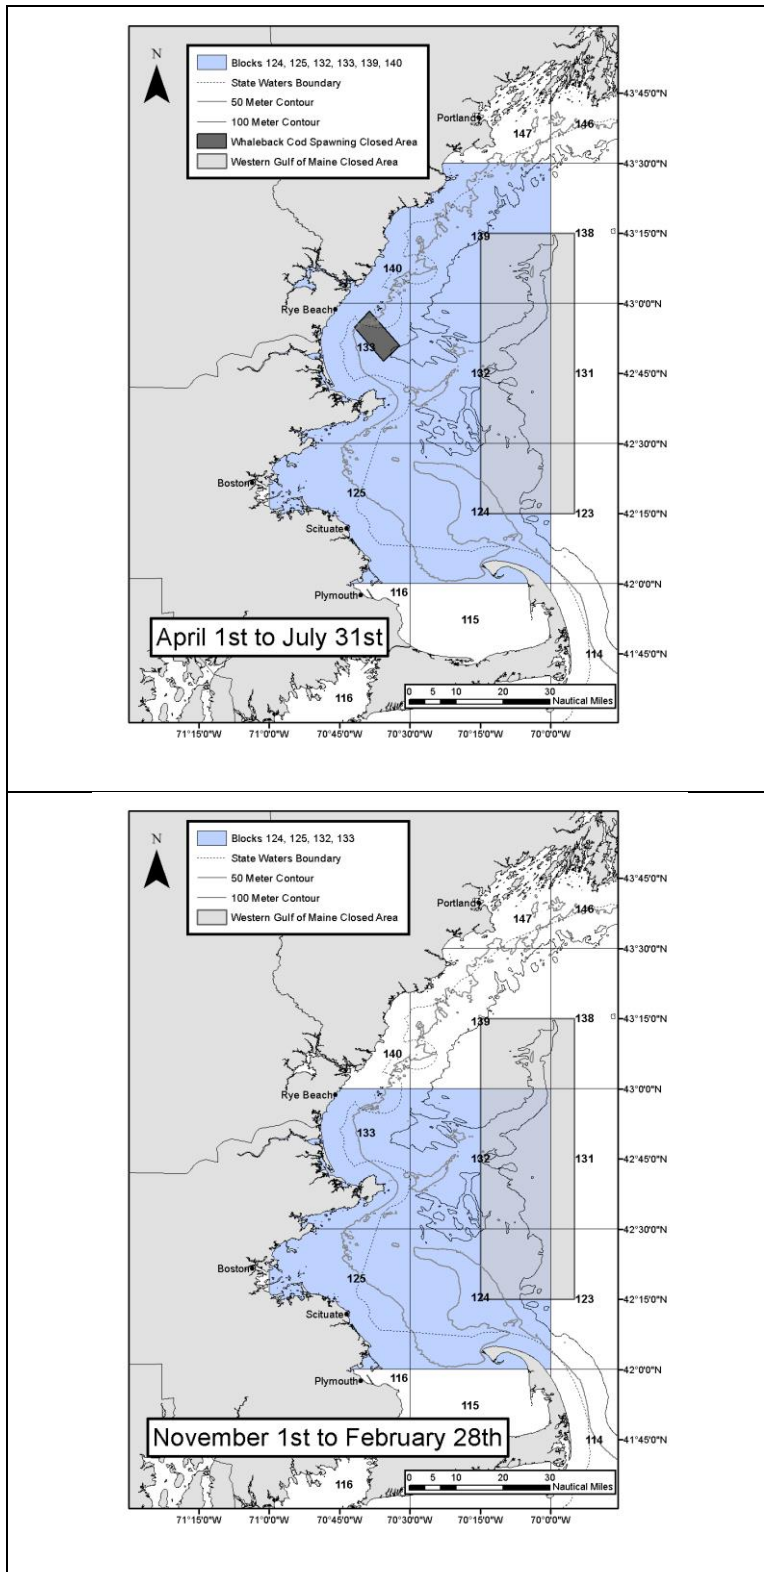 N
Blocks 124, 125, 132, 133, 139, 140
State Waters Boundary
50 Meter Contour
100 Meter Contour
Whaleback Cod Spawning Closed Area
Western Gulf of Maine Closed Area
Portland
147
146
43°45'0"N
43°30'0"N
139
138
43°15'0"N
140
Rye Beach
43°0'0"N
133
132
131
42°45'0"N
42°30'0"N
Boston
125
124
123
42°15'0"N
Scituate
Plymouth
116
42°0'0"N
115
April 1st to July 31st
114
41°45'0"N
116
0 5 10 20 30
Nautical Miles
71°15'0"W 71°0'0"W 70°45'0"W 70°30'0"W 70°15'0"W 70°0'0"W
N
Blocks 124, 125, 132, 133
State Waters Boundary
50 Meter Contour
100 Meter Contour
Western Gulf of Maine Closed Area
Portland
147
146
43°45'0"N
43°30'0"N
139
138
43°15'0"N
140
Rye Beach
43°0'0"N
133
132
131
42°45'0"N
42°30'0"N
Boston
125
124
123
42°15'0"N
Scituate
Plymouth
116
42°0'0"N
115
November 1st to February 28th
114
41°45'0"N
116
0 5 10 20 30
Nautical Miles
71°15'0"W 71°0'0"W 70°45'0"W 70°30'0"W 70°15'0"W 70°0'0"W